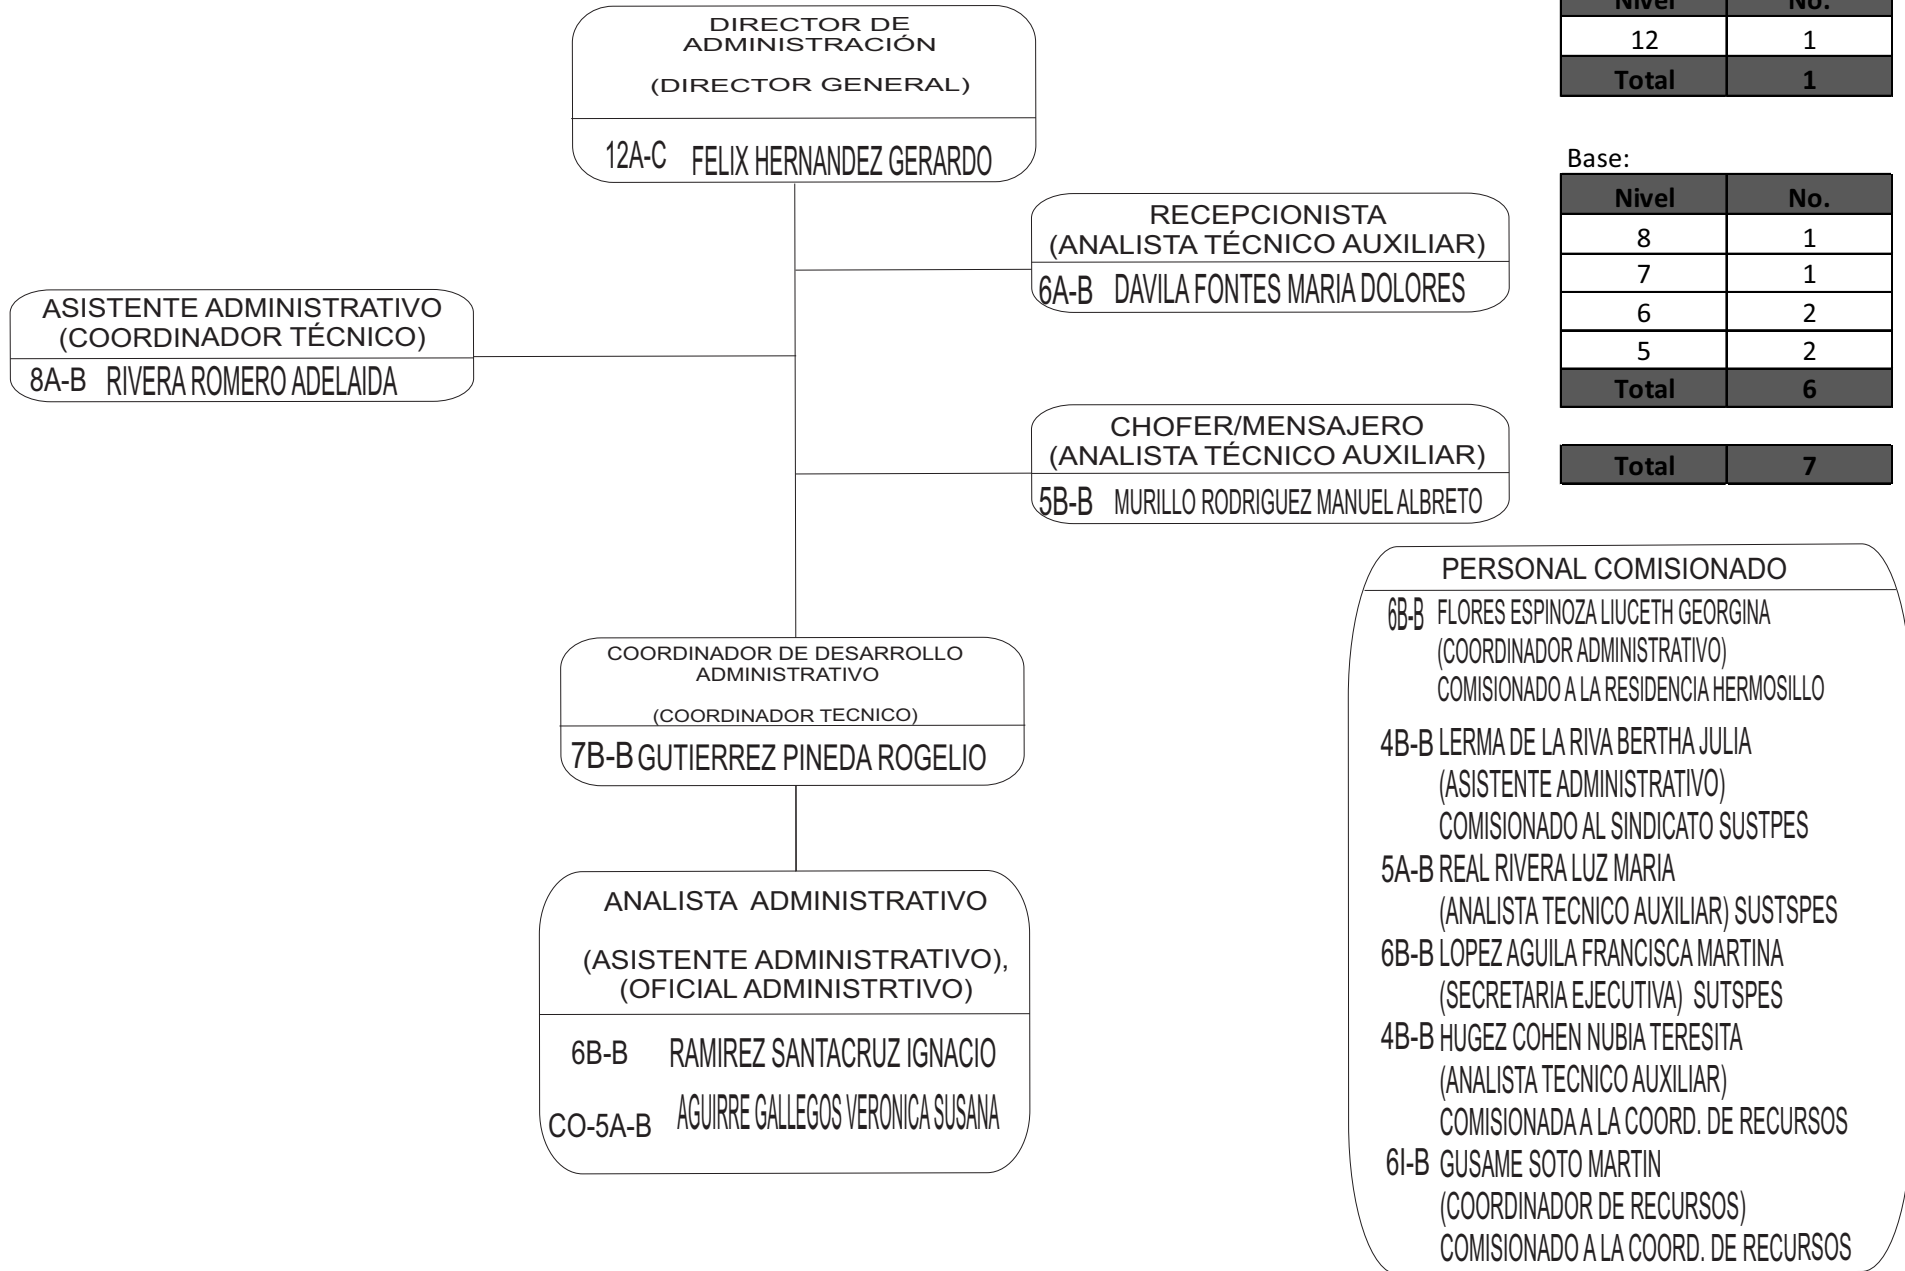 DIRECTOR DE
ADMINISTRACIÓN
(DIRECTOR GENERAL)
12A-C FELIX HERNANDEZ GERARDO
RECEPCIONISTA
(ANALISTA TÉCNICO AUXILIAR)
6A-B DAVILA FONTES MARIA DOLORES
ASISTENTE ADMINISTRATIVO
(COORDINADOR TÉCNICO)
8A-B RIVERA ROMERO ADELAIDA
CHOFER/MENSAJERO
(ANALISTA TÉCNICO AUXILIAR)
5B-B MURILLO RODRIGUEZ MANUEL ALBRETO
COORDINADOR DE DESARROLLO
ADMINISTRATIVO
(COORDINADOR TECNICO)
7B-B GUTIERREZ PINEDA ROGELIO
ANALISTA ADMINISTRATIVO
(ASISTENTE ADMINISTRATIVO),
(OFICIAL ADMINISTRTIVO)
6B-B RAMIREZ SANTACRUZ IGNACIO
CO-5A-B AGUIRRE GALLEGOS VERONICA SUSANA
Nivel No.
12 1
Total 1
Base:
Nivel No.
8 1
7 1
6 2
5 2
Total 6
Total 7
PERSONAL COMISIONADO
6B-B FLORES ESPINOZA LIUCETH GEORGINA
(COORDINADOR ADMINISTRATIVO)
COMISIONADO A LA RESIDENCIA HERMOSILLO
4B-B LERMA DE LA RIVA BERTHA JULIA
(ASISTENTE ADMINISTRATIVO)
COMISIONADO AL SINDICATO SUSTPES
5A-B REAL RIVERA LUZ MARIA
(ANALISTA TECNICO AUXILIAR) SUSTSPES
6B-B LOPEZ AGUILA FRANCISCA MARTINA
(SECRETARIA EJECUTIVA) SUTSPES
4B-B HUGEZ COHEN NUBIA TERESITA
(ANALISTA TECNICO AUXILIAR)
COMISIONADA A LA COORD. DE RECURSOS
6I-B GUSAME SOTO MARTIN
(COORDINADOR DE RECURSOS)
COMISIONADO A LA COORD. DE RECURSOS